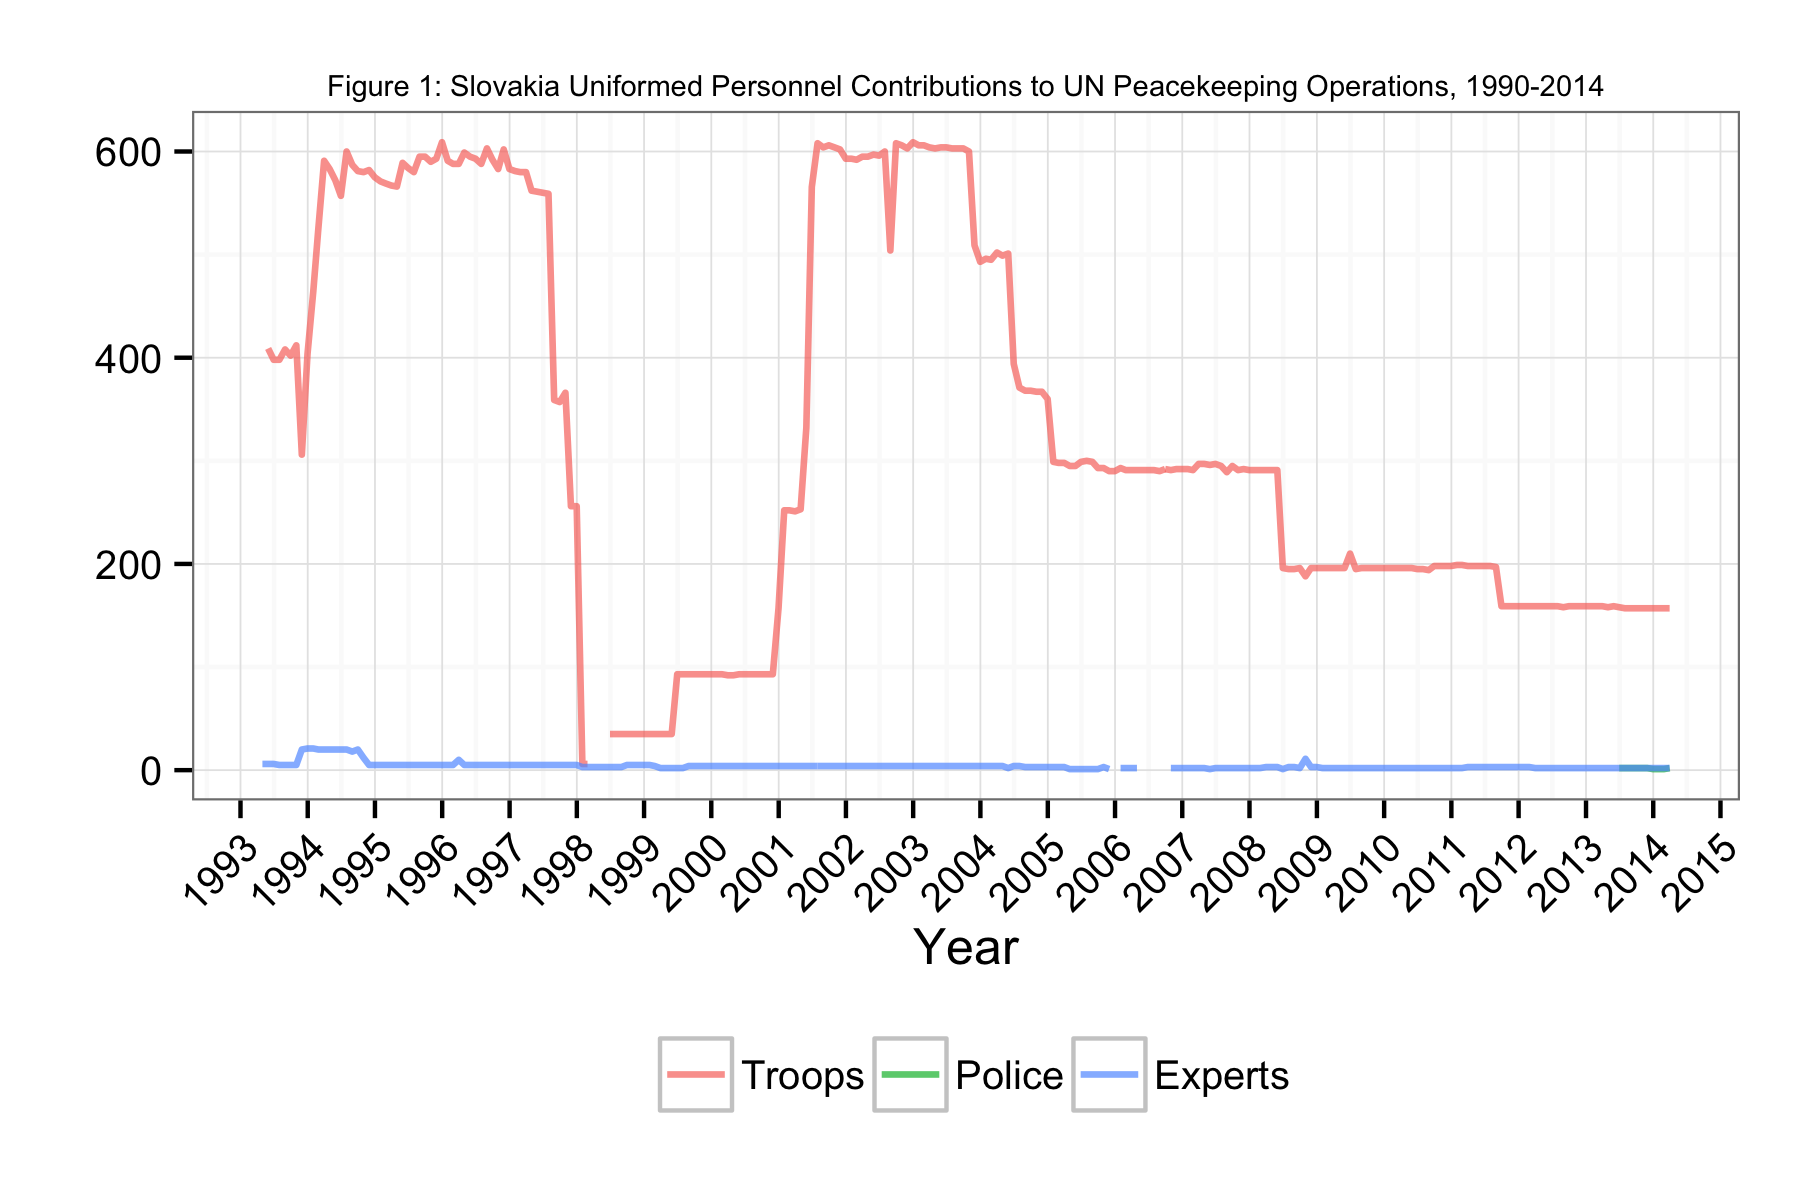 Figure 1: Slovakia Uniformed Personnel Contributions to UN Peacekeeping Operations, 1990-2014
600
400
200
0
1993 1994 1995 1996 1997 1998 1999 2000 2001 2002 2003 2004 2005 2006 2007 2008 2009 2010 2011 2012 2013 2014 2015
Year
Troops Police Experts